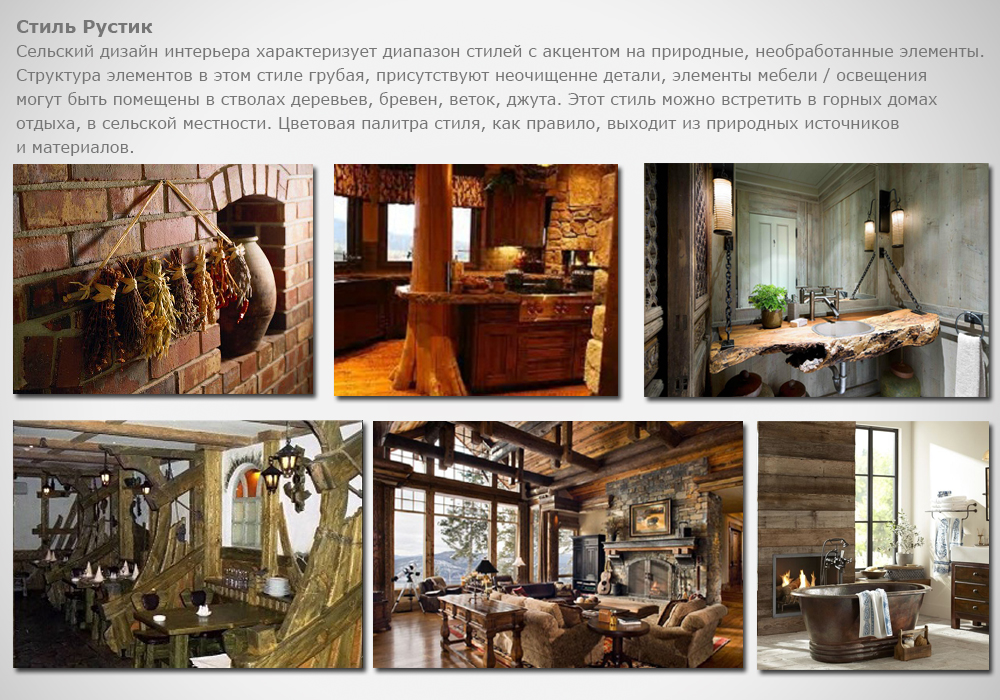 Стиль Рустик
Сельский дизайн интерьера характеризует диапазон стилей с акцентом на природные, необработанные элементы.
Структура элементов в этом стиле грубая, присутствуют неочищенне детали, элементы мебели / освещения
могут быть помещены в стволах деревьев, бревен, веток, джута. Этот стиль можно встретить в горных домах
отдыха, в сельской местности. Цветовая палитра стиля, как правило, выходит из природных источников
и материалов.